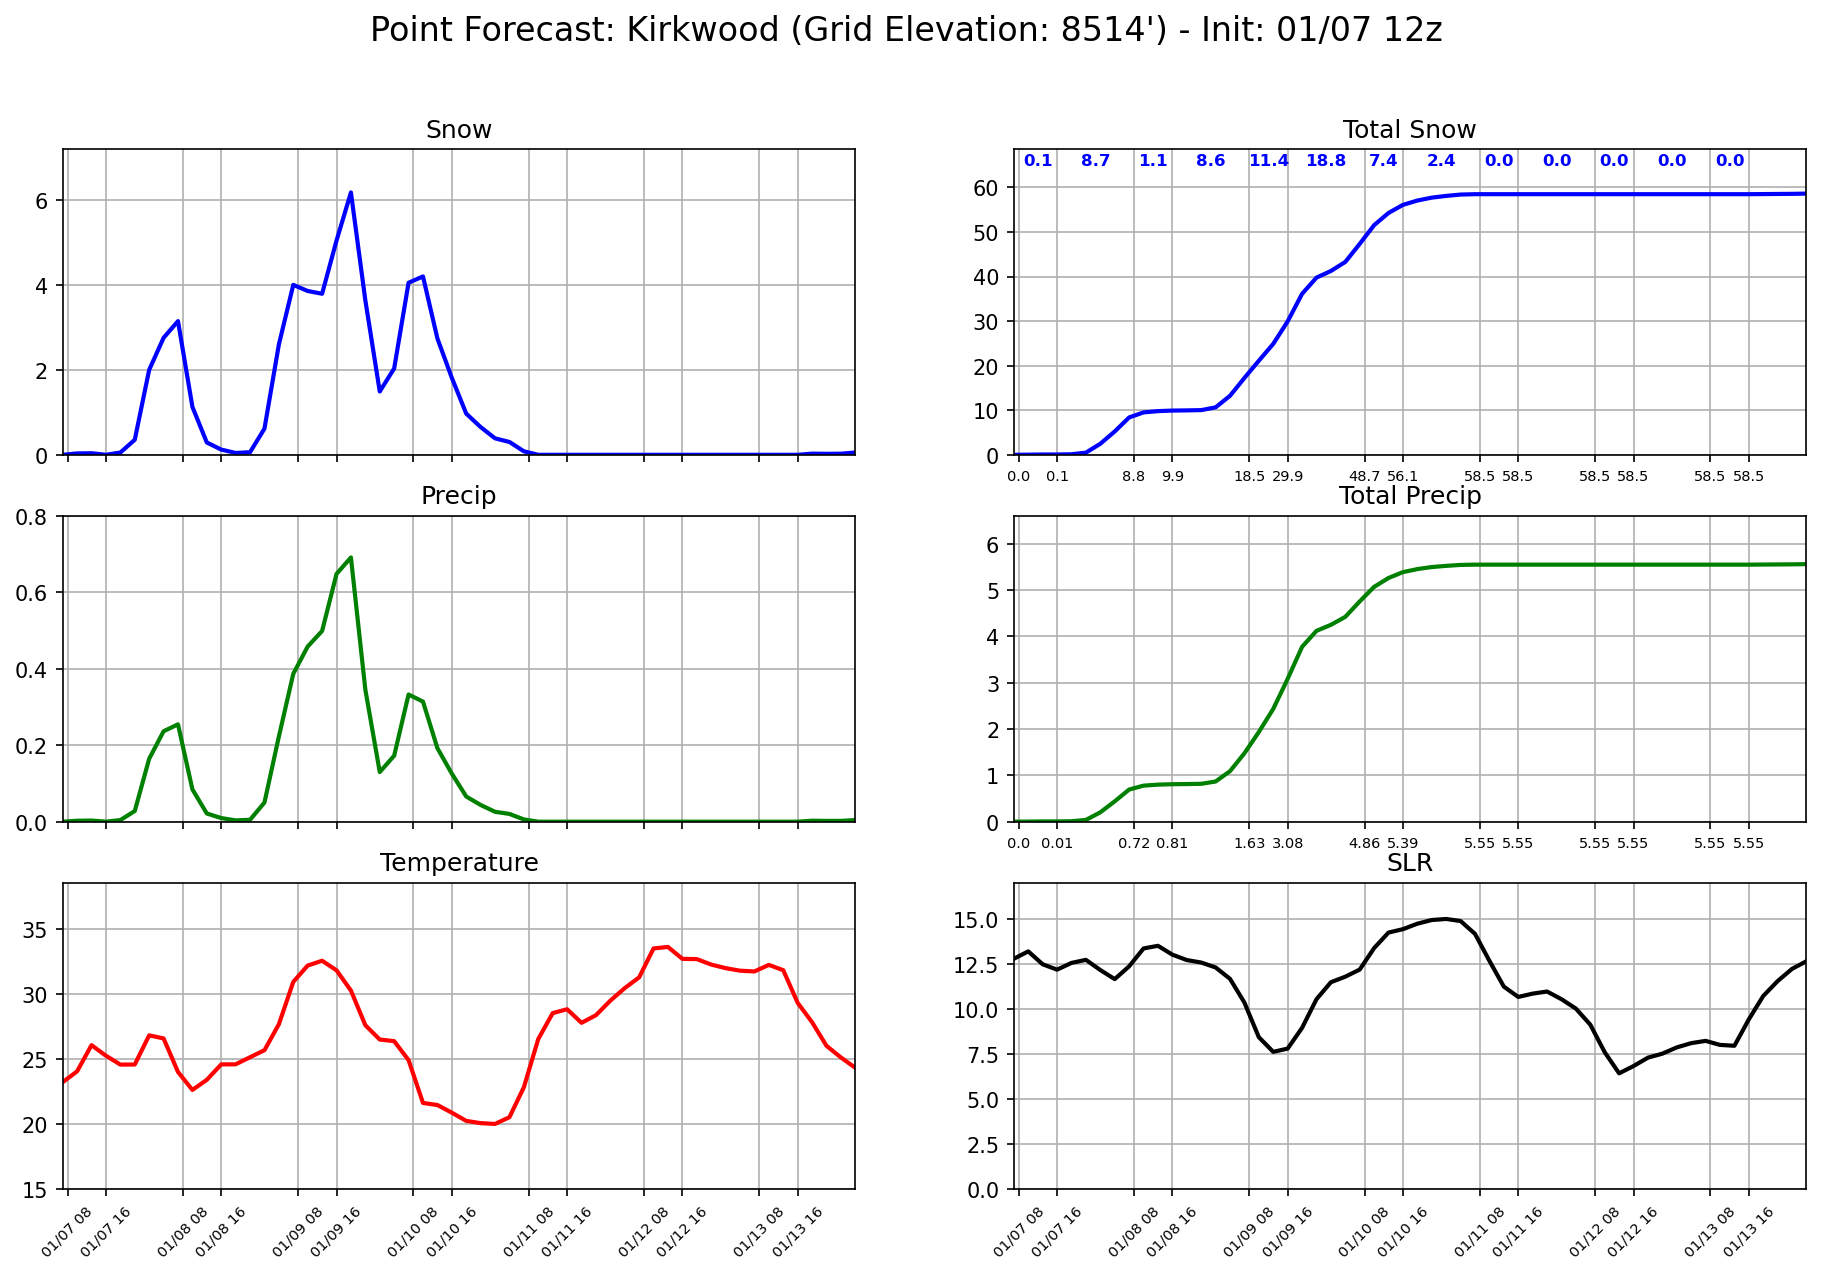 Point Forecast: Kirkwood (Grid Elevation: 8514') - Init: 01/07 12z
Snow
6
4
2
0
Total Snow
0.1 8.7 1.1 8.6 11.4 18.8 7.4 2.4 0.0 0.0 0.0 0.0 0.0
60
50
40
30
20
10
0
0.0 0.1 8.8 9.9 18.5 29.9 48.7 56.1 58.5 58.5 58.5 58.5 58.5 58.5
Precip
0.8
0.6
0.4
0.2
0.0
Total Precip
6
5
4
3
2
1
0
0.0 0.01 0.72 0.81 1.63 3.08 4.86 5.39 5.55 5.55 5.55 5.55 5.55 5.55
Temperature
35
30
25
20
15
01/07 08 01/07 16 01/08 08 01/08 16 01/09 08 01/09 16 01/10 08 01/10 16 01/11 08 01/11 16 01/12 08 01/12 16 01/13 08 01/13 16
SLR
15.0
12.5
10.0
7.5
5.0
2.5
0.0
01/07 08 01/07 16 01/08 08 01/08 16 01/09 08 01/09 16 01/10 08 01/10 16 01/11 08 01/11 16 01/12 08 01/12 16 01/13 08 01/13 16